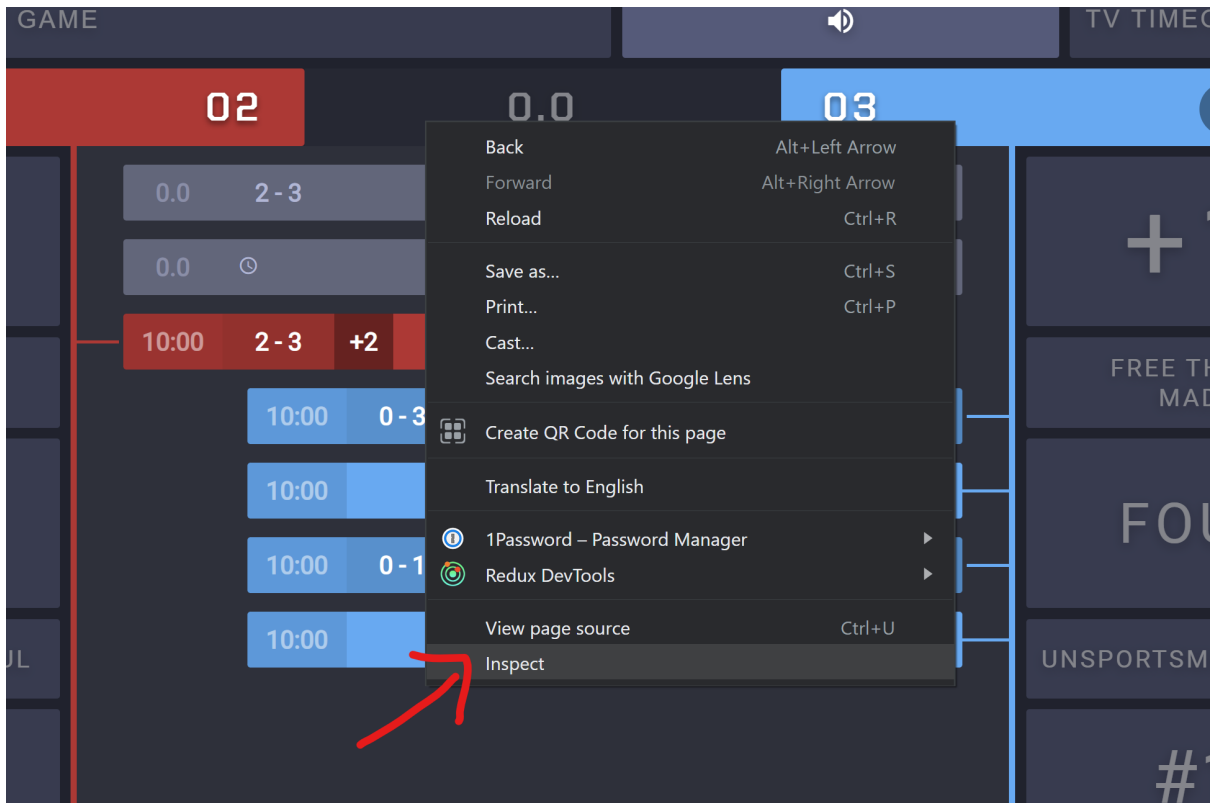 GAME
TV TIMEO
02
0.0
03
0.0 2 - 3
0.0
10:00 2 - 3 +2
10:00 0 - 3
10:00
10:00 0 - 1
10:00
Back Alt+Left Arrow
Forward Alt+Right Arrow
Reload Ctrl+R
Save as... Ctrl+S
Print... Ctrl+P
Cast...
Search images with Google Lens
Create QR Code for this page
Translate to English
1Password – Password Manager
Redux DevTools
View page source Ctrl+U
Inspect
UL
+1
FREE TH
MAD
FOU
UNSPORTSM
#1